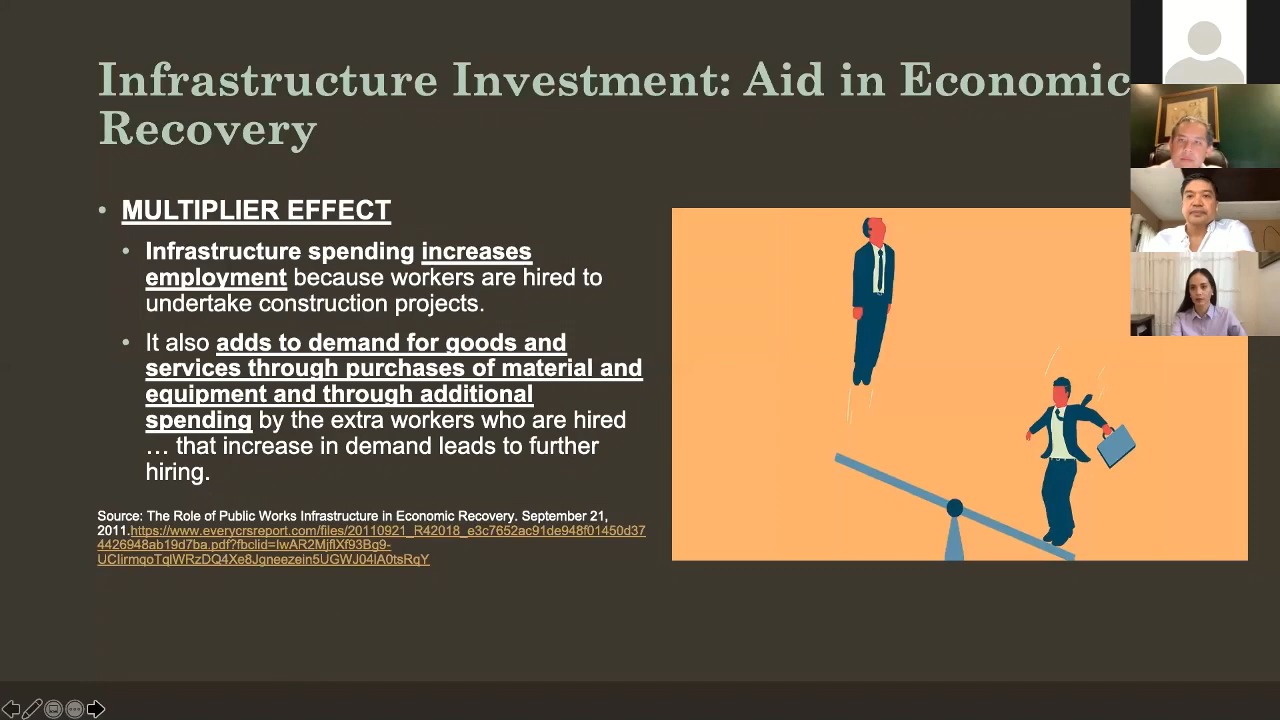 Infrastructure Investment: Aid in Economic
Recovery
• MULTIPLIER EFFECT
• Infrastructure spending increases
employment because workers are hired to
undertake construction projects.
• It also adds to demand for goods and
services through purchases of material and
equipment and through additional
spending by the extra workers who are hired
… that increase in demand leads to further
hiring.
Source: The Role of Public Works Infrastructure in Economic Recovery. September 21,
2011.https://www.everycrsreport.com/files/20110921_R42018_e3c7652ac91de948f01450d37
4426948ab19d7ba.pdf?fbclid=IwAR2MjflXf93Bg9-
UCIirmqoTqlWRzDQ4Xe8Jgneezein5UGWJ04lA0tsRqY